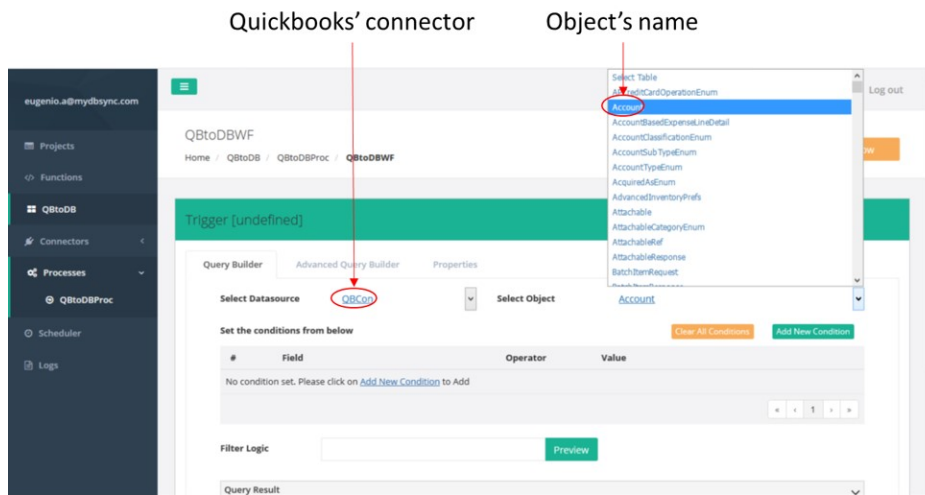 Quickbooks' connector
Object's name
eugenio.a@mydbsync.com
Projects
Functions
QBtoDB
Connectors
Processes
QBtoDBProc
Scheduler
Logs
Log out
QBtoDBWF
Home / QBtoDB / QBtoDBProc / QBtoDBWF
Select Table
Account
AccountBasedExpenseLineDetail
AccountClassificationEnum
AccountSubTypeEnum
AccountTypeEnum
AcquiredAsEnum
AdvancedInventoryPrefs
Attachable
AttachableCategoryEnum
AttachableRef
AttachableResponse
BatchItemRequest
Trigger [undefined]
Query Builder Advanced Query Builder Properties
Select Datasource QBCon Select Object Account
Set the conditions from below Clear All Conditions Add New Condition
# Field Operator Value
No condition set. Please click on Add New Condition to Add
« ‹ 1 › »
Filter Logic Preview
Query Result